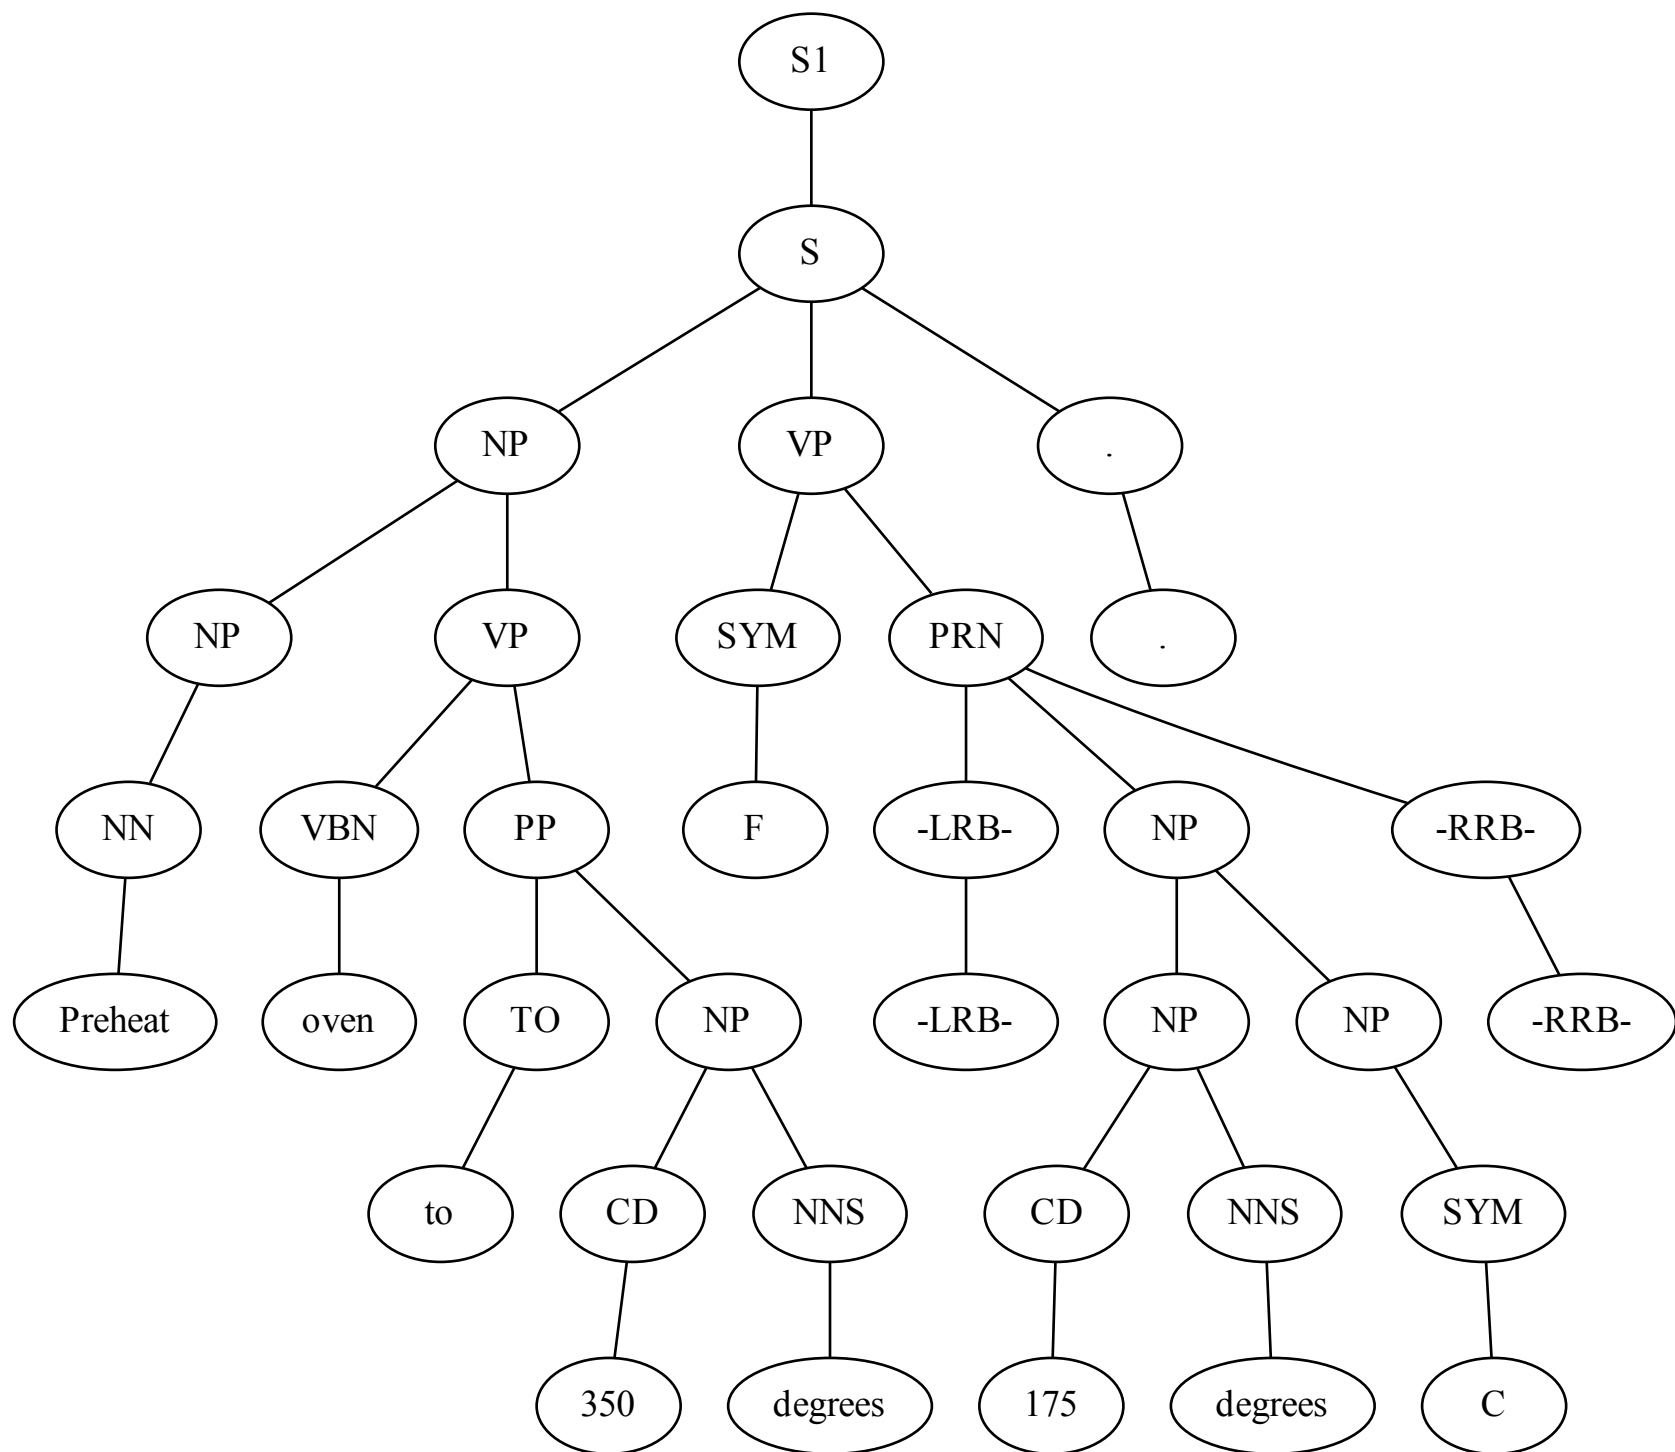 S1
S
NP VP .
NP VP SYM PRN .
NN VBN PP F -LRB- NP -RRB-
Preheat oven TO NP -LRB- NP NP -RRB-
to CD NNS CD NNS SYM
350 degrees 175 degrees C